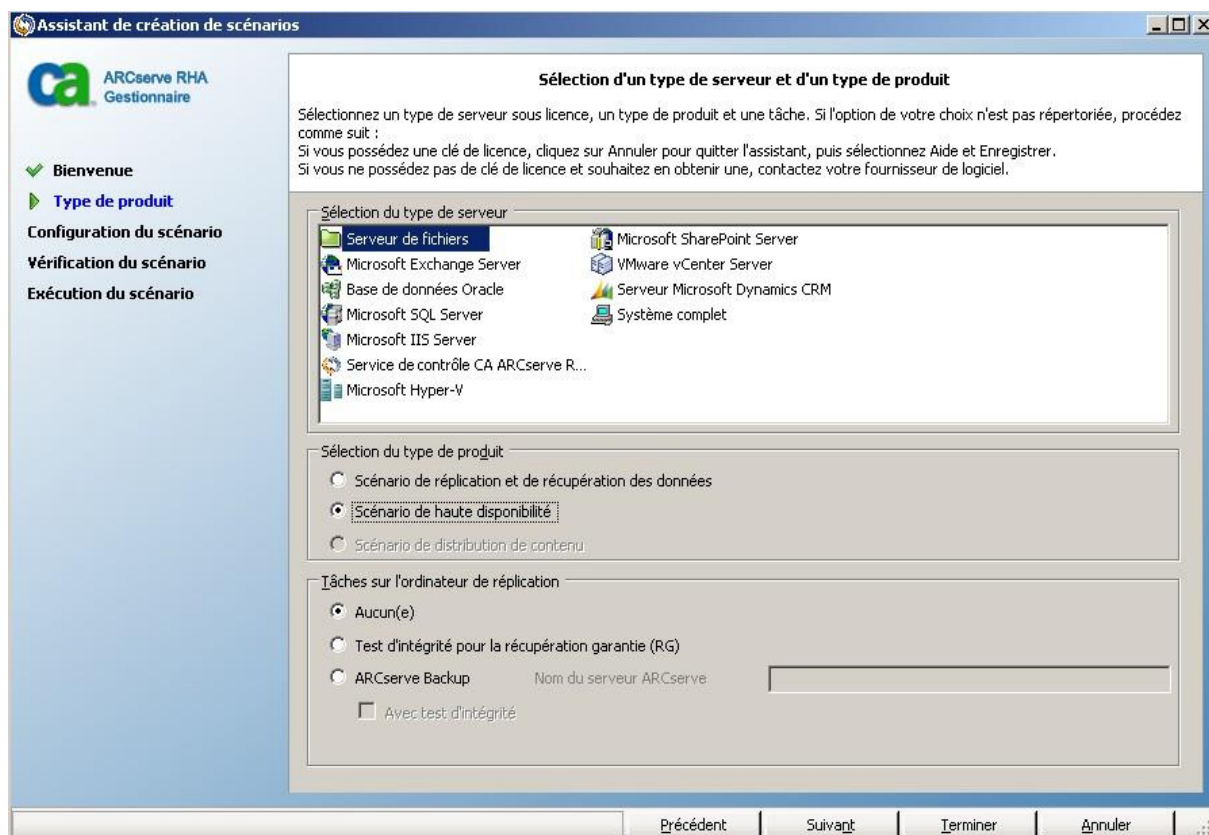 Assistant de création de scénarios
ca
ARCserve RHA
Gestionnaire
Bienvenue
Type de produit
Configuration du scénario
Vérification du scénario
Exécution du scénario
Sélection d'un type de serveur et d'un type de produit
Sélectionnez un type de serveur sous licence, un type de produit et une tâche. Si l'option de votre choix n'est pas répertoriée, procédez
comme suit :
Si vous possédez une clé de licence, cliquez sur Annuler pour quitter l'assistant, puis sélectionnez Aide et Enregistrer.
Si vous ne possédez pas de clé de licence et souhaitez en obtenir une, contactez votre fournisseur de logiciel.
Sélection du type de serveur
Serveur de fichiers
Microsoft Exchange Server
Base de données Oracle
Microsoft SQL Server
Microsoft IIS Server
Service de contrôle CA ARCserve R...
Microsoft Hyper-V
Microsoft SharePoint Server
VMware vCenter Server
Serveur Microsoft Dynamics CRM
Système complet
Sélection du type de produit
Scénario de réplication et de récupération des données
Scénario de haute disponibilité
Scénario de distribution de contenu
Tâches sur l'ordinateur de réplication
Aucun(e)
Test d'intégrité pour la récupération garantie (RG)
ARCserve Backup Nom du serveur ARCserve
Avec test d'intégrité
Précédent Suivant Terminer Annuler